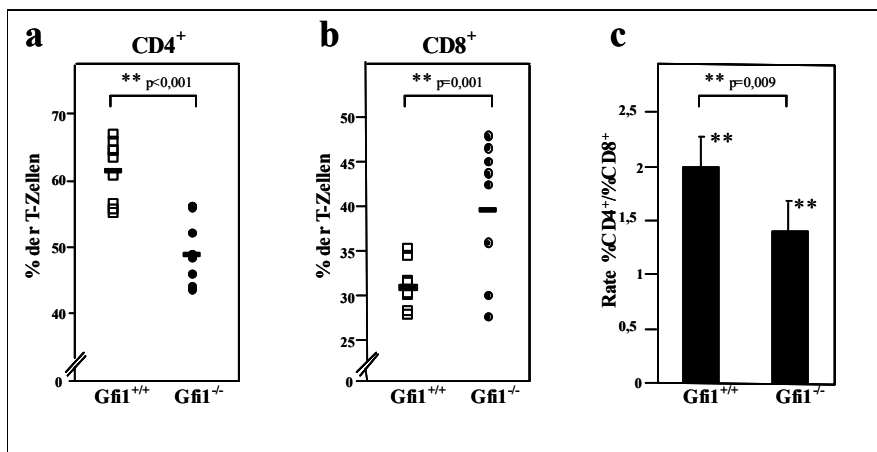 a
CD4⁺
** p<0,001
% der T-Zellen
70
60
50
40
0
Gfi1⁺/⁺
Gfi1⁻/⁻
b
CD8⁺
** p=0,001
% der T-Zellen
50
45
40
35
30
25
0
Gfi1⁺/⁺
Gfi1⁻/⁻
c
** p=0,009
Rate %CD4⁺/%CD8⁺
2,5
2
1,5
1
0,5
0
**
**
Gfi1⁺/⁺
Gfi1⁻/⁻